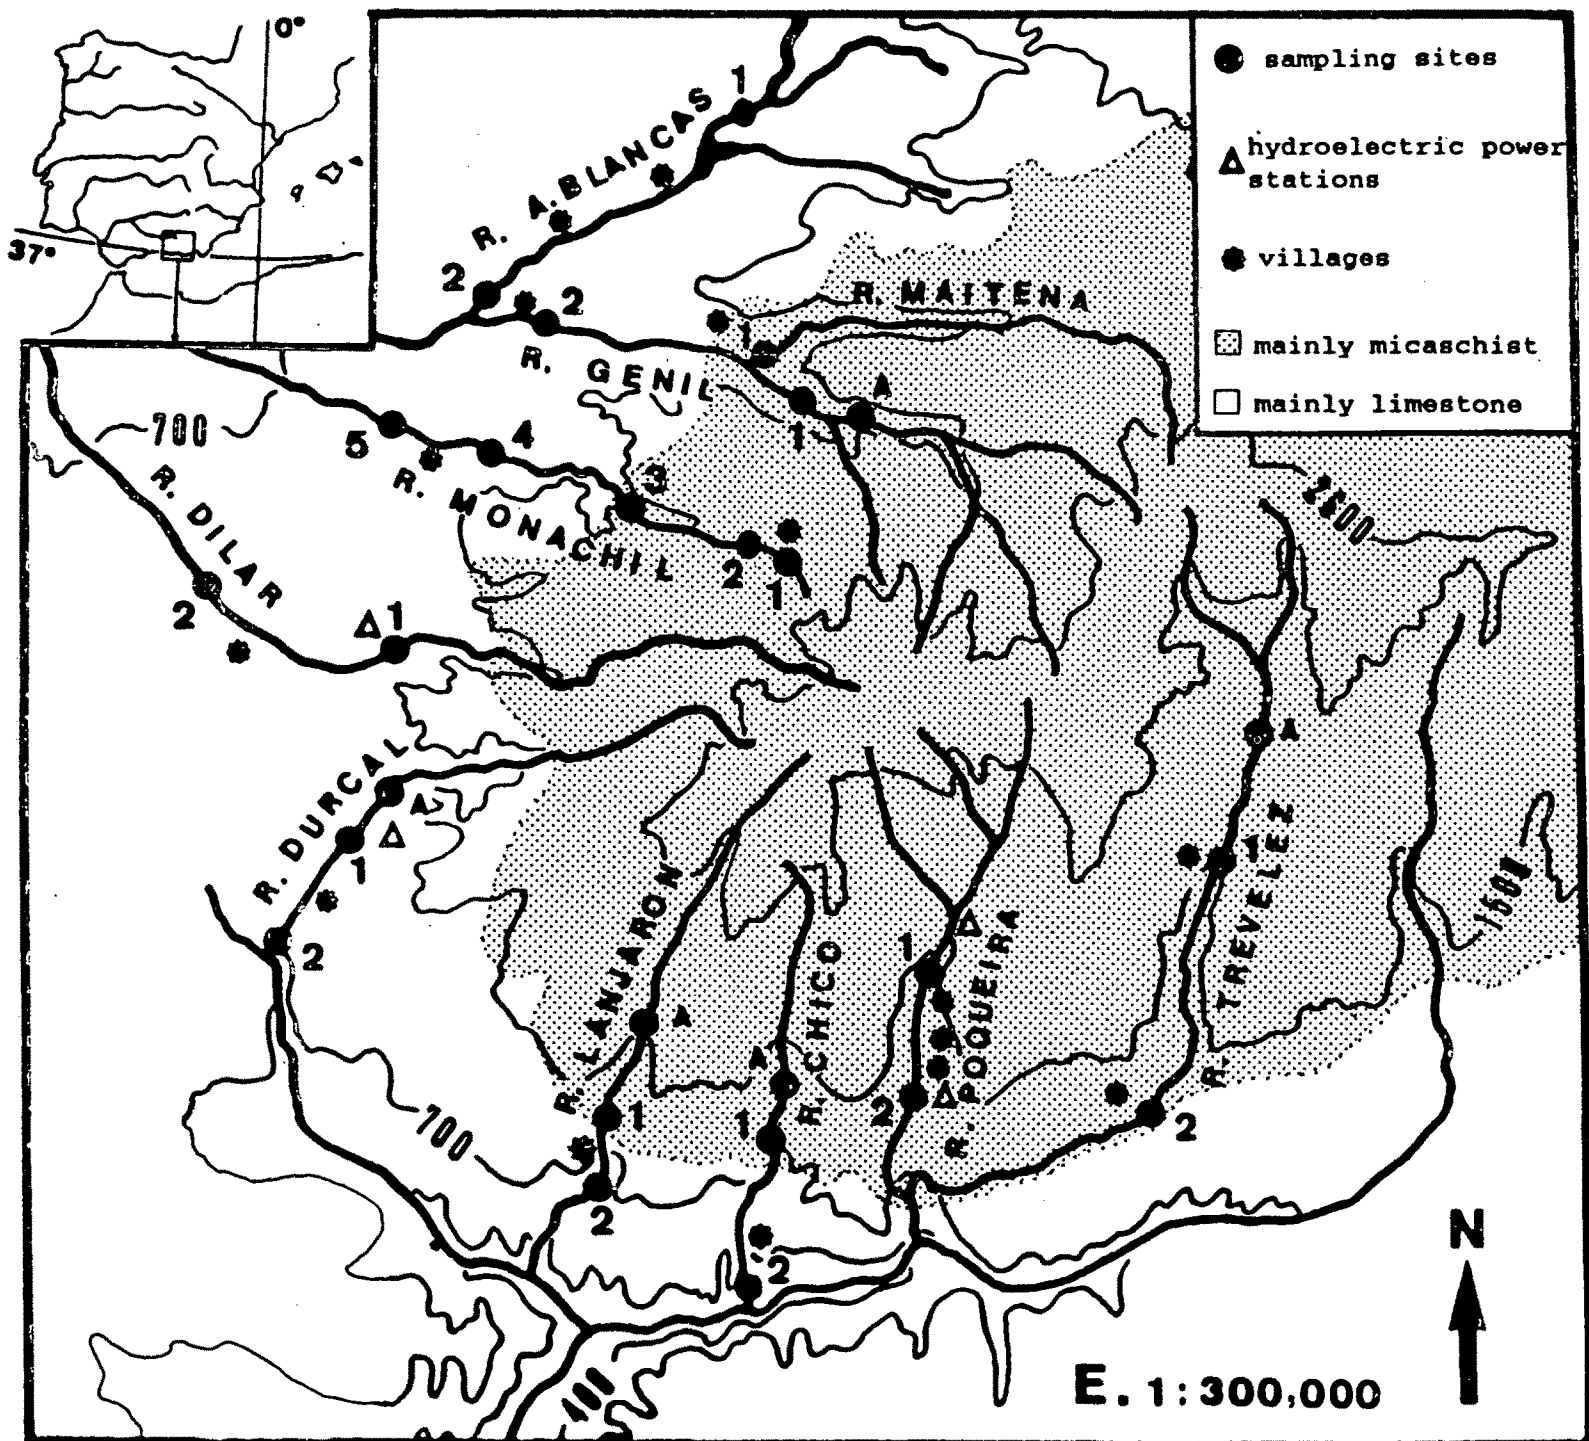 0°
37°
sampling sites
hydroelectric power
stations
villages
mainly micaschist
mainly limestone
R. A. BLANCAS
1
2
2
R. MAITENA
1
R. GENIL
A
1
700
5
4
3
R. MONACHIL
2
1
2600
R. DILAR
2
1
A
R. DURCAL
A
1
2
R. LANJARON
A
1
2
700
R. CHICO
A
1
2
R. POQUEIRA
1
2
R. TREVELEZ
1
2
1500
400
N
E. 1:300,000